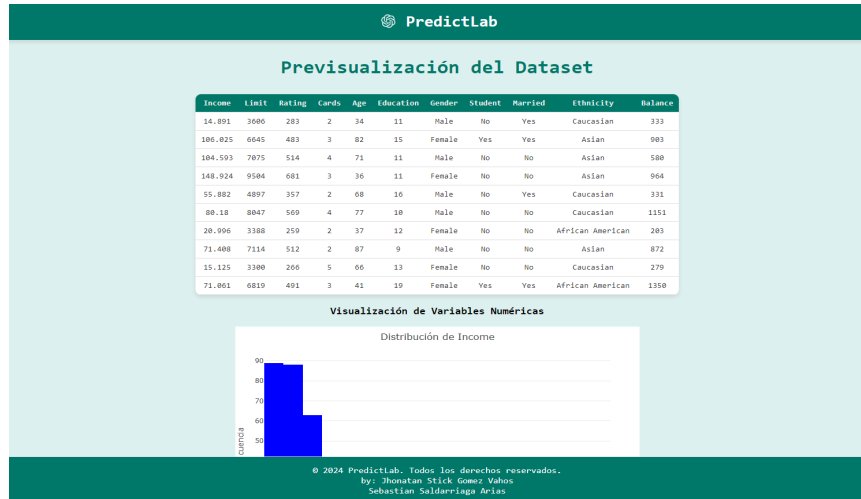 PredictLab
Previsualización del Dataset
Income Limit Rating Cards Age Education Gender Student Married Ethnicity Balance
14.891 3606 283 2 34 11 Male No Yes Caucasian 333
106.025 6645 483 3 82 15 Female Yes Yes Asian 903
104.593 7075 514 4 71 11 Male No No Asian 580
148.924 9504 681 3 36 11 Female No No Asian 964
55.882 4897 357 2 68 16 Male No Yes Caucasian 331
80.18 8047 569 4 77 10 Male No No Caucasian 1151
20.996 3388 259 2 37 12 Female No No African American 203
71.408 7114 512 2 87 9 Male No No Asian 872
15.125 3300 266 5 66 13 Female No No Caucasian 279
71.061 6819 491 3 41 19 Female Yes Yes African American 1350
Visualización de Variables Numéricas
Distribución de Income
90
80
70
60
50
cuencia
© 2024 PredictLab. Todos los derechos reservados.
by: Jhonatan Stick Gomez Vahos
Sebastian Saldarriaga Arias